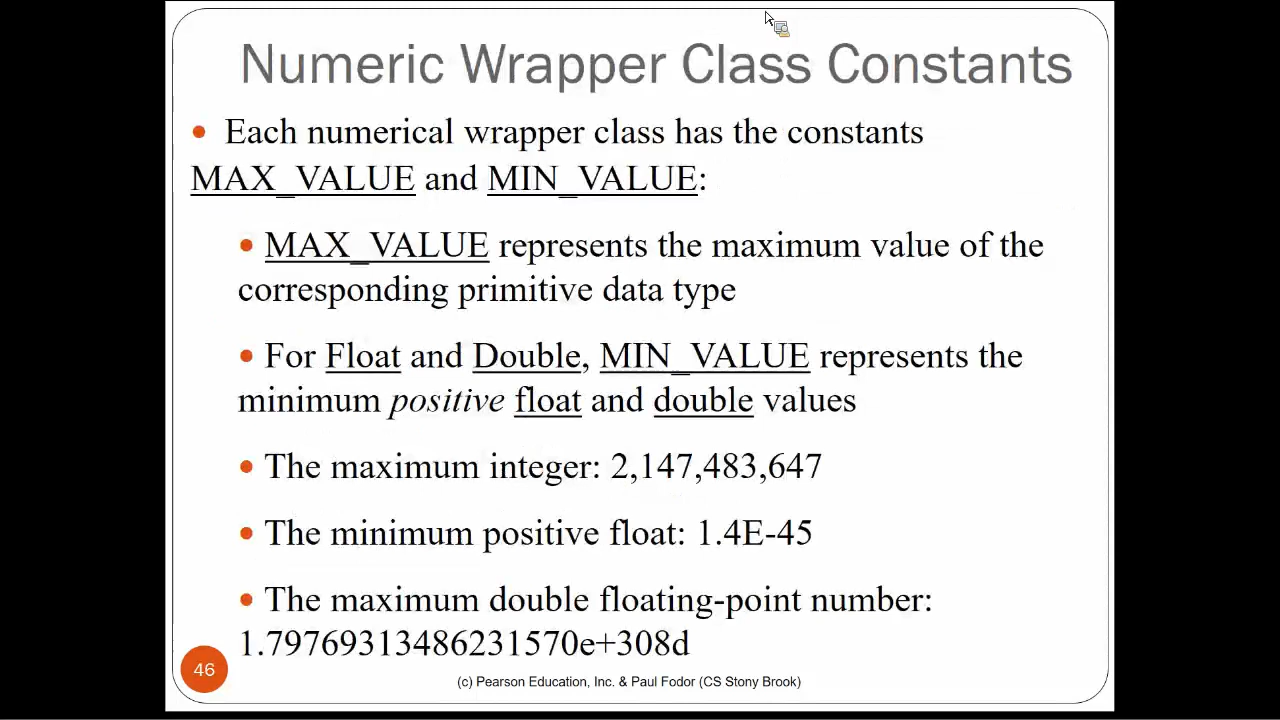 Numeric Wrapper Class Constants
• Each numerical wrapper class has the constants
MAX_VALUE and MIN_VALUE:
• MAX_VALUE represents the maximum value of the
corresponding primitive data type
• For Float and Double, MIN_VALUE represents the
minimum positive float and double values
• The maximum integer: 2,147,483,647
• The minimum positive float: 1.4E-45
• The maximum double floating-point number:
1.79769313486231570e+308d
46
(c) Pearson Education, Inc. & Paul Fodor (CS Stony Brook)